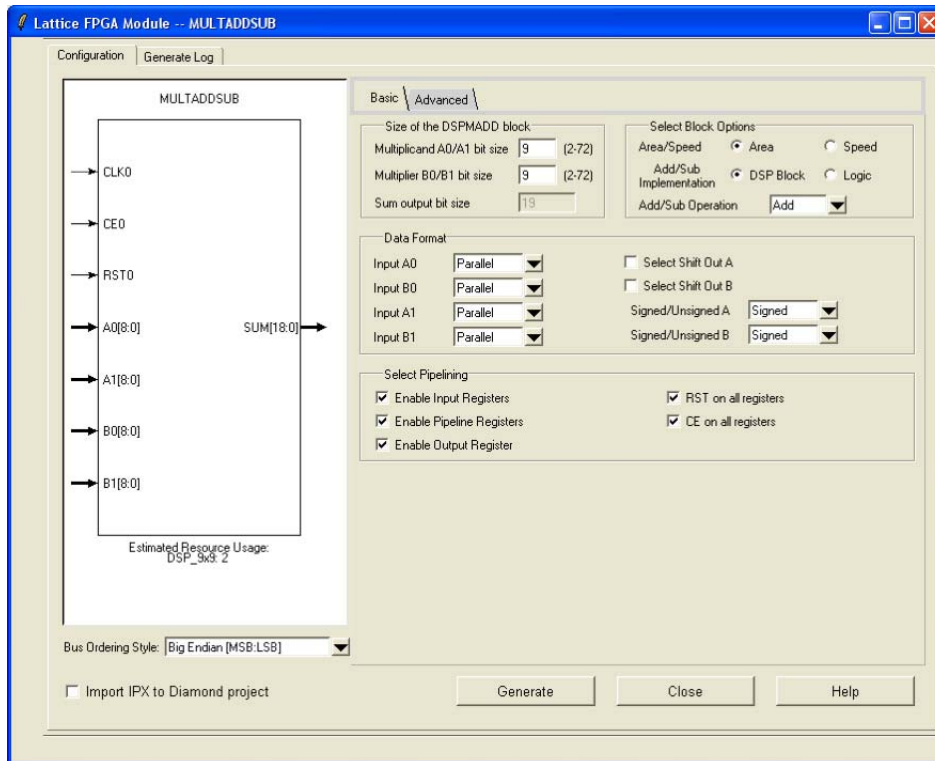 Lattice FPGA Module -- MULTADDSUB
Configuration
Generate Log
MULTADDSUB
CLK0
CE0
RST0
A0[8:0]
SUM[18:0]
A1[8:0]
B0[8:0]
B1[8:0]
Estimated Resource Usage:
DSP_9x9: 2
Bus Ordering Style: Big Endian [MSB:LSB]
Basic
Advanced
Size of the DSPMADD block
Multiplicand A0/A1 bit size 9 (2-72)
Multiplier B0/B1 bit size 9 (2-72)
Sum output bit size 19
Select Block Options
Area/Speed Area Speed
Add/Sub
Implementation DSP Block Logic
Add/Sub Operation Add
Data Format
Input A0 Parallel
Input B0 Parallel
Input A1 Parallel
Input B1 Parallel
Select Shift Out A
Select Shift Out B
Signed/Unsigned A Signed
Signed/Unsigned B Signed
Select Pipelining
Enable Input Registers
Enable Pipeline Registers
Enable Output Register
RST on all registers
CE on all registers
Import IPX to Diamond project
Generate
Close
Help